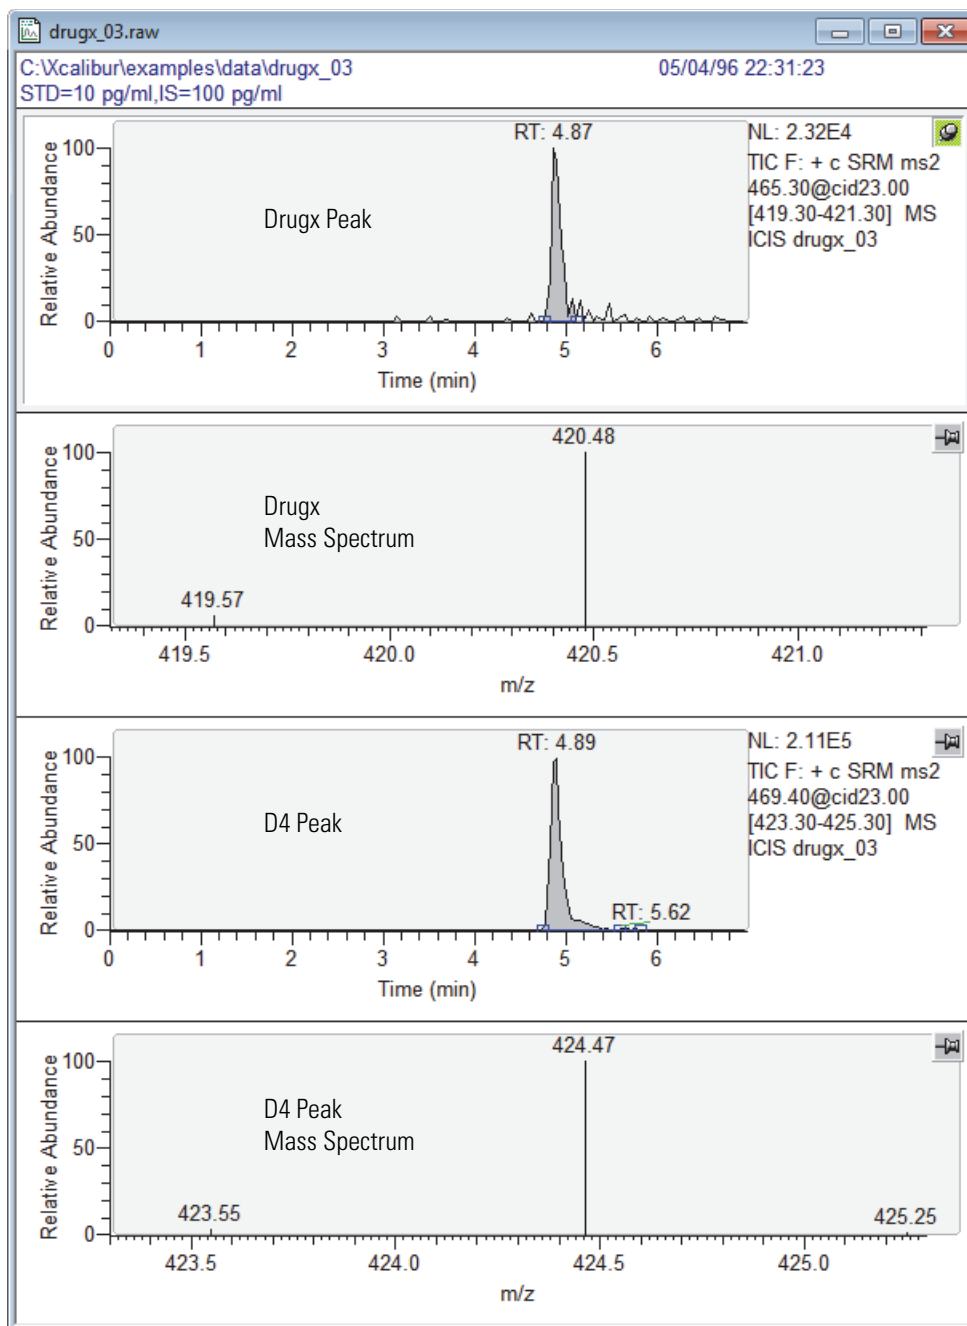 drugx_03.raw
C:\Xcalibur\examples\data\drugx_03 05/04/96 22:31:23
STD=10 pg/ml,IS=100 pg/ml
RT: 4.87
NL: 2.32E4
TIC F: + c SRM ms2
465.30@cid23.00
[419.30-421.30] MS
ICIS drugx_03
Relative Abundance
100
50
0
Drugx Peak
0 1 2 3 4 5 6
Time (min)
420.48
Relative Abundance
100
50
0
Drugx
Mass Spectrum
419.57
419.5 420.0 420.5 421.0
m/z
RT: 4.89
NL: 2.11E5
TIC F: + c SRM ms2
469.40@cid23.00
[423.30-425.30] MS
ICIS drugx_03
Relative Abundance
100
50
0
D4 Peak
RT: 5.62
0 1 2 3 4 5 6
Time (min)
424.47
Relative Abundance
100
50
0
D4 Peak
Mass Spectrum
423.55
425.25
423.5 424.0 424.5 425.0
m/z